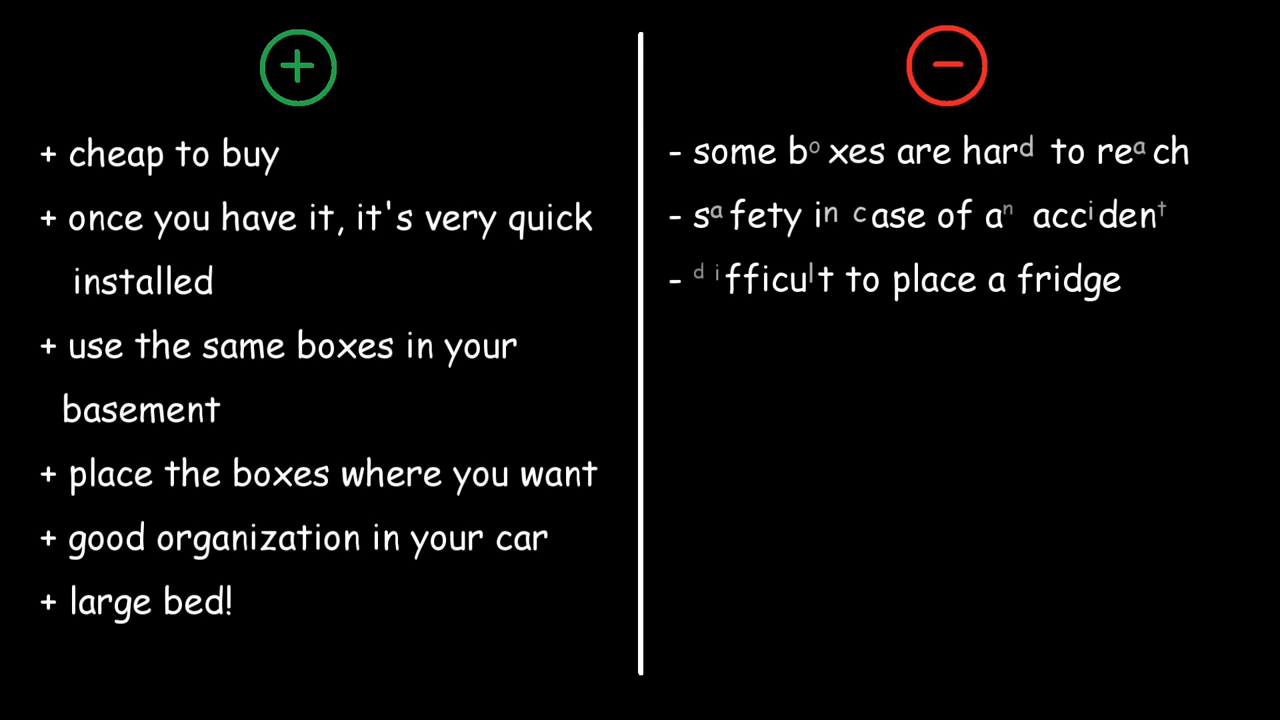 + cheap to buy
+ once you have it, it's very quick
installed
+ use the same boxes in your
basement
+ place the boxes where you want
+ good organization in your car
+ large bed!
- some boxes are hard to reach
- safety in case of an accident
- difficult to place a fridge